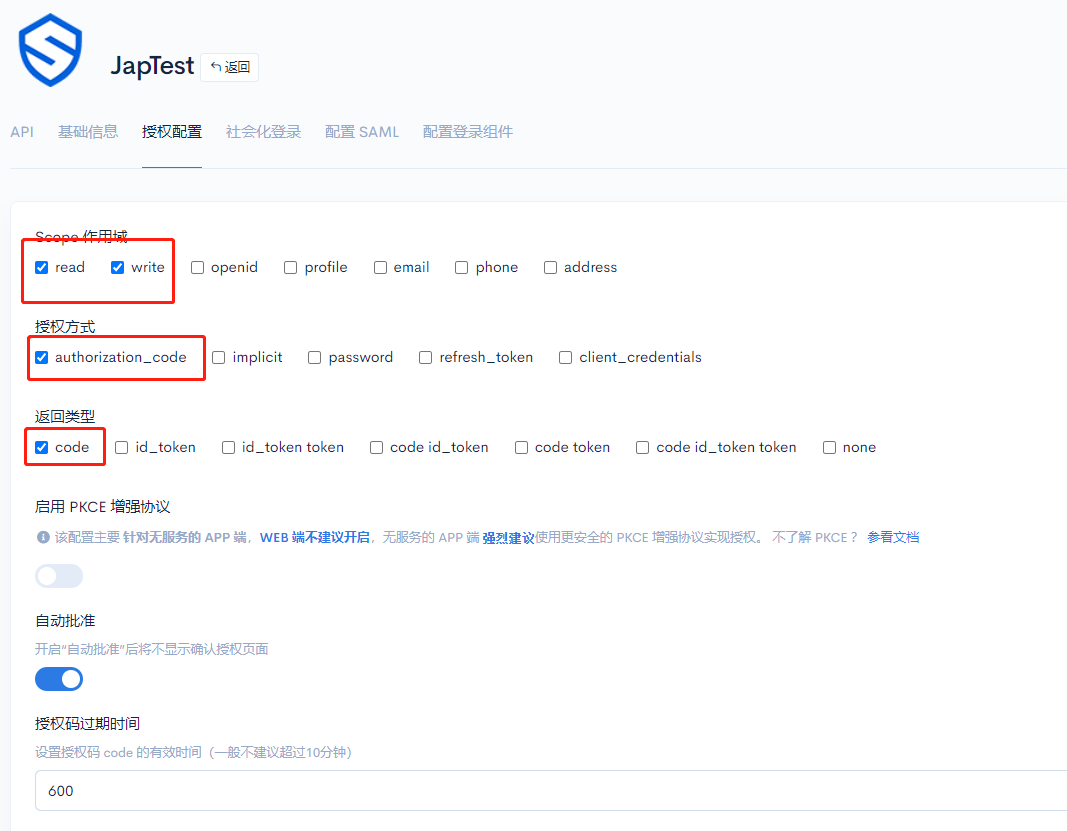 JapTest 返回
API 基础信息 授权配置 社会化登录 配置 SAML 配置登录组件
Scope 作用域
read write openid profile email phone address
授权方式
authorization_code implicit password refresh_token client_credentials
返回类型
code id_token id_token token code id_token code token code id_token token none
启用 PKCE 增强协议
该配置主要 针对无服务的 APP 端，WEB 端不建议开启，无服务的 APP 端 强烈建议使用更安全的 PKCE 增强协议实现授权。 不了解 PKCE？ 参看文档
自动批准
开启“自动批准”后将不显示确认授权页面
授权码过期时间
设置授权码 code 的有效时间（一般不建议超过10分钟）
600